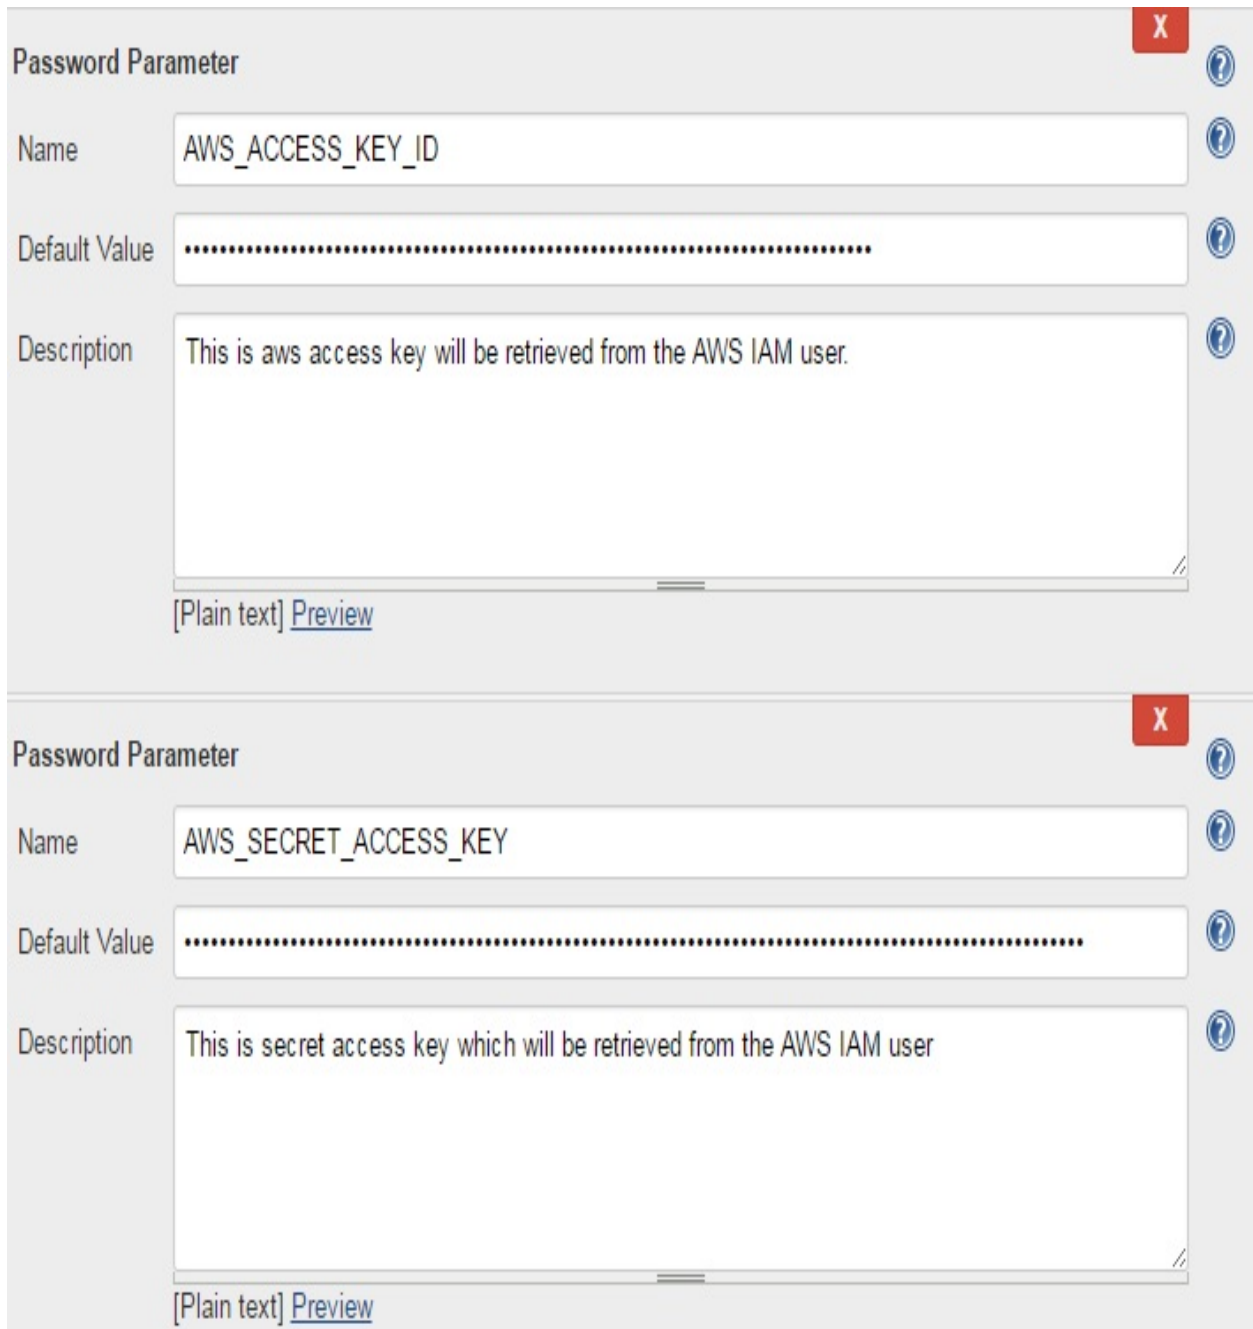 X
Password Parameter
Name AWS_ACCESS_KEY_ID
Default Value ••••••••••••••••••••••••••••••••••••••••••••••••••••••••••••••••••••••••••••••
Description This is aws access key will be retrieved from the AWS IAM user.
[Plain text] Preview
X
Password Parameter
Name AWS_SECRET_ACCESS_KEY
Default Value ••••••••••••••••••••••••••••••••••••••••••••••••••••••••••••••••••••••••••••••••••••••••••••••••••••••
Description This is secret access key which will be retrieved from the AWS IAM user
[Plain text] Preview